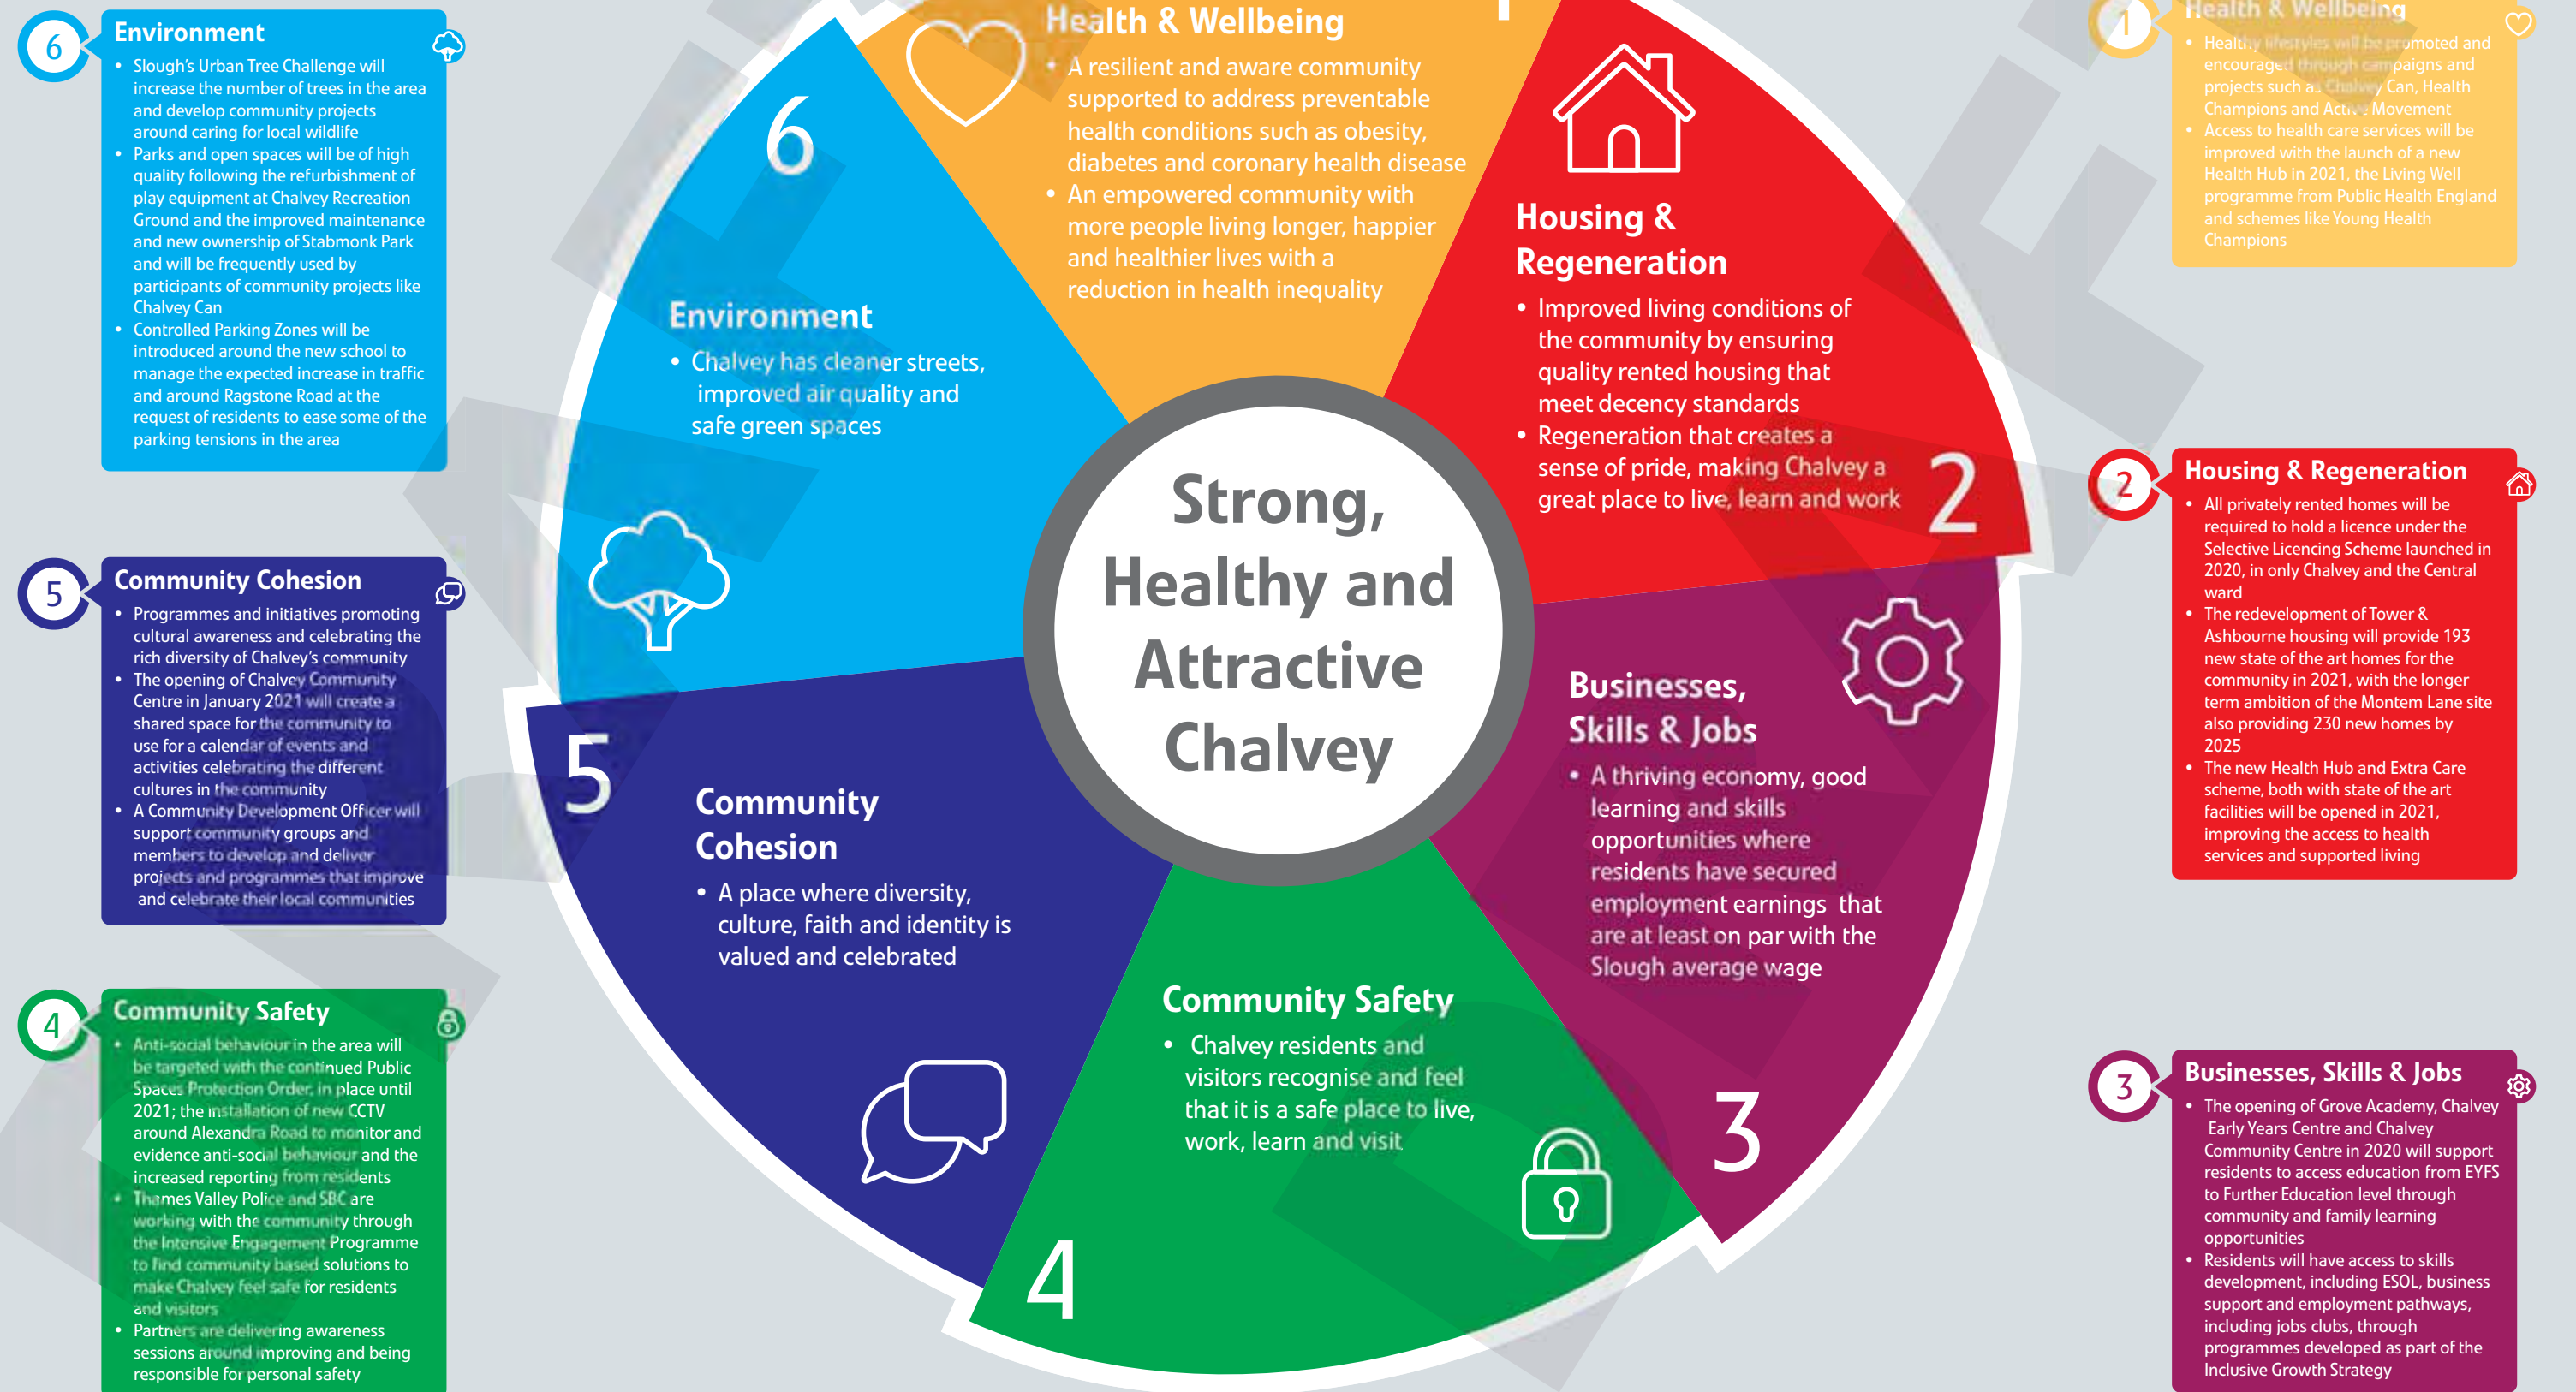 6
Environment
• Slough's Urban Tree Challenge will
increase the number of trees in the area
and develop community projects
around caring for local wildlife
• Parks and open spaces will be of high
quality following the refurbishment of
play equipment at Chalvey Recreation
Ground and the improved maintenance
and new ownership of Stabmonk Park
and will be frequently used by
participants of community projects like
Chalvey Can
• Controlled Parking Zones will be
introduced around the new school to
manage the expected increase in traffic
and around Ragstone Road at the
request of residents to ease some of the
parking tensions in the area
5
Community Cohesion
• Programmes and initiatives promoting
cultural awareness and celebrating the
rich diversity of Chalvey's community
• The opening of Chalvey Community
Centre in January 2021 will create a
shared space for the community to
use for a calendar of events and
activities celebrating the different
cultures in the community
• A Community Development Officer will
support community groups and
members to develop and deliver
projects and programmes that improve
and celebrate their local communities
4
Community Safety
• Anti-social behaviour in the area will
be targeted with the continued Public
Spaces Protection Order, in place until
2021; the installation of new CCTV
around Alexandra Road to monitor and
evidence anti-social behaviour and the
increased reporting from residents
• Thames Valley Police and SBC are
working with the community through
the Intensive Engagement Programme
to find community based solutions to
make Chalvey feel safe for residents
and visitors
• Partners are delivering awareness
sessions around improving and being
responsible for personal safety
Health & Wellbeing
• A resilient and aware community
supported to address preventable
health conditions such as obesity,
diabetes and coronary health disease
• An empowered community with
more people living longer, happier
and healthier lives with a
reduction in health inequality
Housing &
Regeneration
• Improved living conditions of
the community by ensuring
quality rented housing that
meet decency standards
• Regeneration that creates a
sense of pride, making Chalvey a
great place to live, learn and work
2
Businesses,
Skills & Jobs
• A thriving economy, good
learning and skills
opportunities where
residents have secured
employment earnings that
are at least on par with the
Slough average wage
3
Community Safety
• Chalvey residents and
visitors recognise and feel
that it is a safe place to live,
work, learn and visit
4
Community
Cohesion
• A place where diversity,
culture, faith and identity is
valued and celebrated
5
Environment
• Chalvey has cleaner streets,
improved air quality and
safe green spaces
6
Strong,
Healthy and
Attractive
Chalvey
1
Health & Wellbeing
• Healthy lifestyles will be promoted and
encouraged through campaigns and
projects such as Chalvey Can, Health
Champions and Active Movement
• Access to health care services will be
improved with the launch of a new
Health Hub in 2021, the Living Well
programme from Public Health England
and schemes like Young Health
Champions
2
Housing & Regeneration
• All privately rented homes will be
required to hold a licence under the
Selective Licencing Scheme launched in
2020, in only Chalvey and the Central
ward
• The redevelopment of Tower &
Ashbourne housing will provide 193
new state of the art homes for the
community in 2021, with the longer
term ambition of the Montem Lane site
also providing 230 new homes by
2025
• The new Health Hub and Extra Care
scheme, both with state of the art
facilities will be opened in 2021,
improving the access to health
services and supported living
3
Businesses, Skills & Jobs
• The opening of Grove Academy, Chalvey
Early Years Centre and Chalvey
Community Centre in 2020 will support
residents to access education from EYFS
to Further Education level through
community and family learning
opportunities
• Residents will have access to skills
development, including ESOL, business
support and employment pathways,
including jobs clubs, through
programmes developed as part of the
Inclusive Growth Strategy